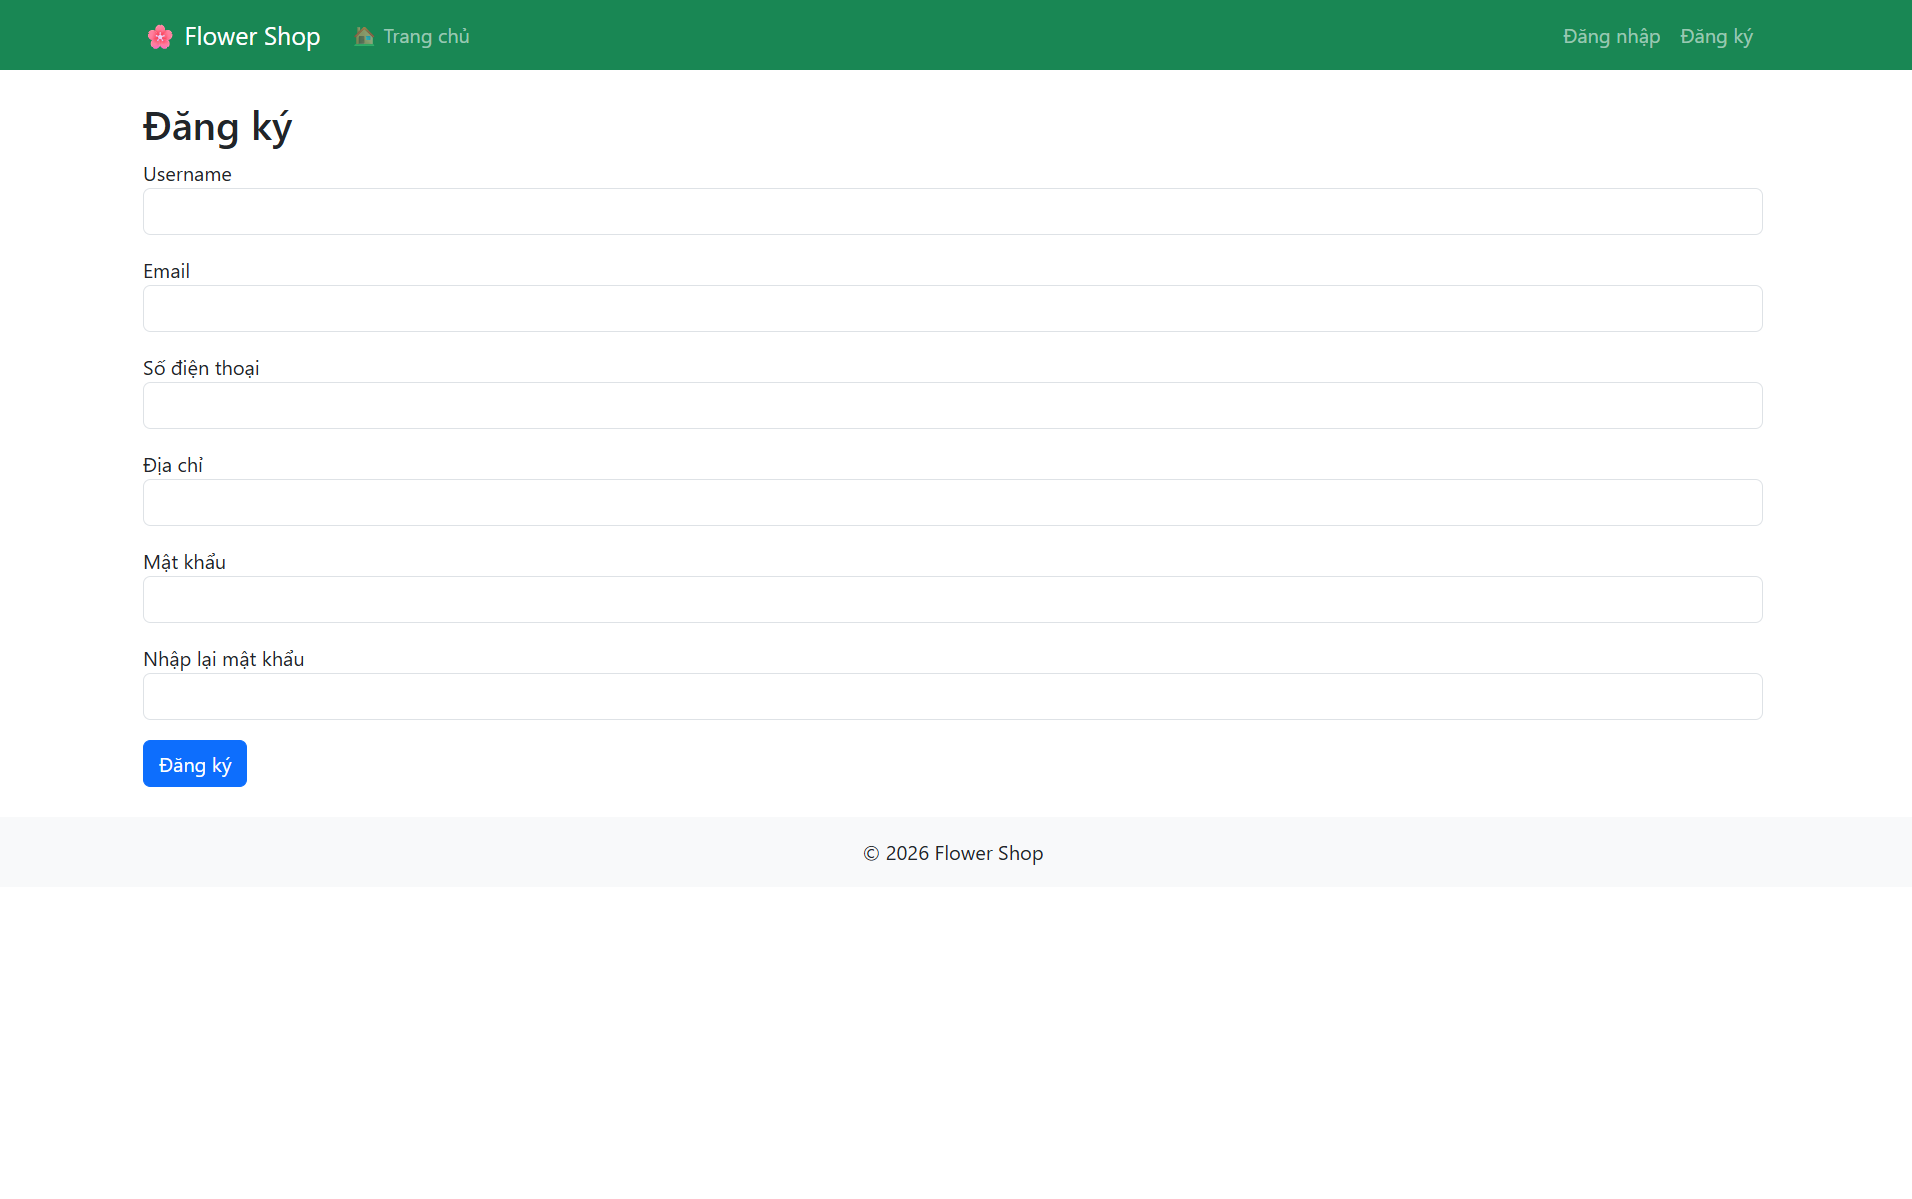 🌸 Flower Shop 🏠 Trang chủ Đăng nhập Đăng ký
Đăng ký
Username
Email
Số điện thoại
Địa chỉ
Mật khẩu
Nhập lại mật khẩu
Đăng ký
© 2026 Flower Shop